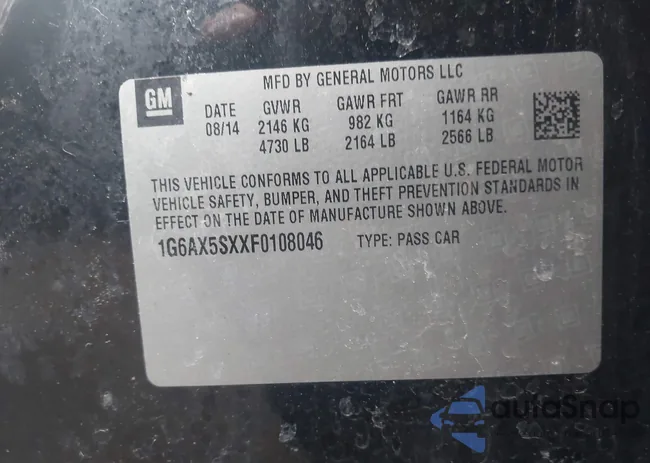 MFD BY GENERAL MOTORS LLC
GM
DATE GVWR GAWR FRT GAWR RR
08/14 2146 KG 982 KG 1164 KG
4730 LB 2164 LB 2566 LB
THIS VEHICLE CONFORMS TO ALL APPLICABLE U.S. FEDERAL MOTOR
VEHICLE SAFETY, BUMPER, AND THEFT PREVENTION STANDARDS IN
EFFECT ON THE DATE OF MANUFACTURE SHOWN ABOVE.
1G6AX5SXXF0108046 TYPE: PASS CAR
autoSnap